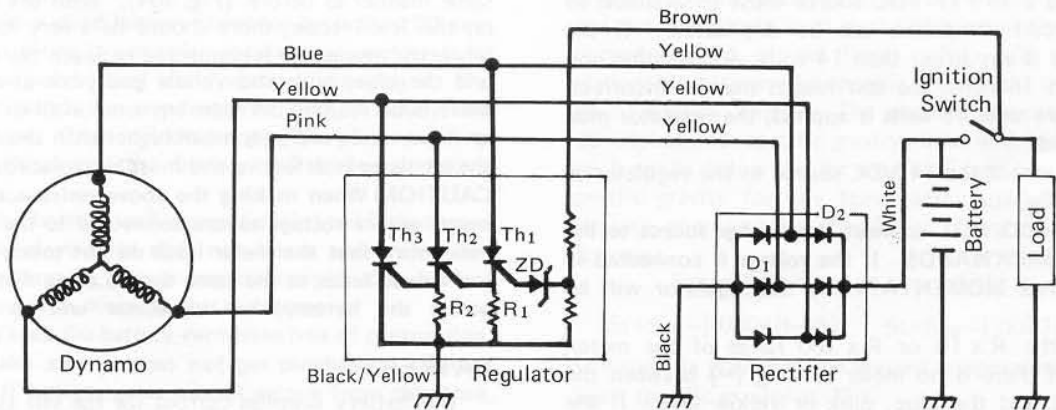 Brown
Blue
Yellow
Yellow
Yellow
Pink
Yellow
Ignition
Switch
Th3
Th2
Th1
ZD
R2
R1
D1
D2
White
Battery
Load
Black
Dynamo
Black/Yellow
Regulator
Rectifier